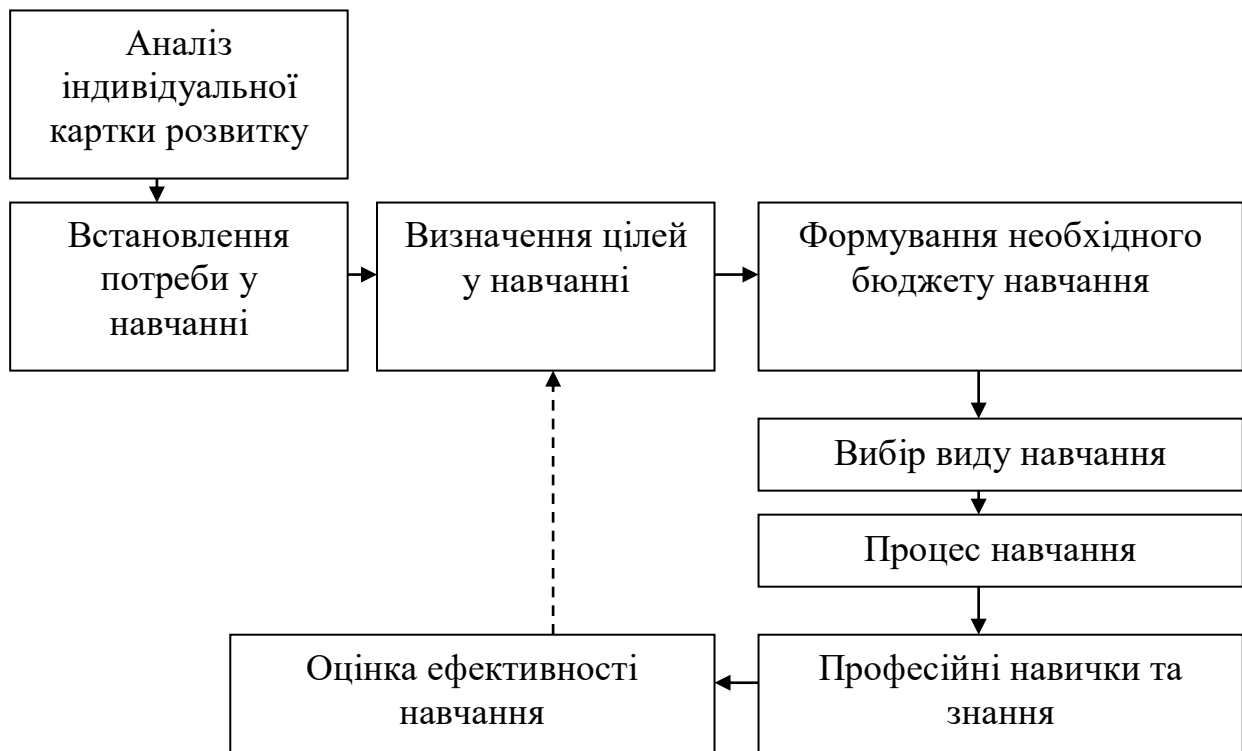 Аналіз
індивідуальної
картки розвитку
Встановлення
потреби у
навчанні
Визначення цілей
у навчанні
Формування необхідного
бюджету навчання
Вибір виду навчання
Процес навчання
Професійні навички та
знання
Оцінка ефективності
навчання